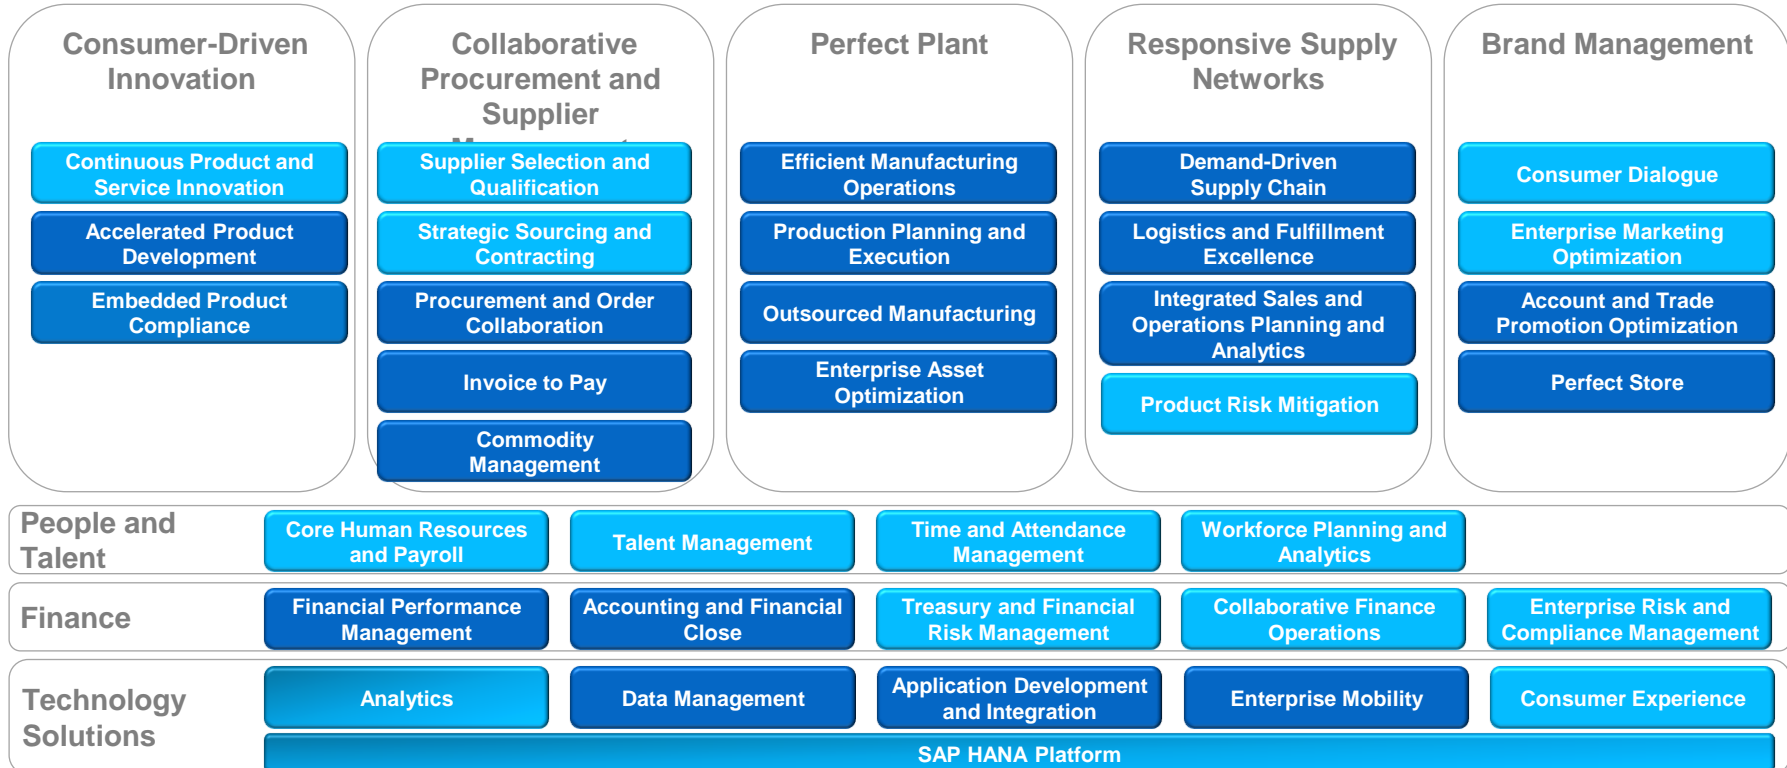 Consumer-Driven
Innovation
Continuous Product and
Service Innovation
Accelerated Product
Development
Embedded Product
Compliance
Collaborative
Procurement and
Supplier
Supplier Selection and
Qualification
Strategic Sourcing and
Contracting
Procurement and Order
Collaboration
Invoice to Pay
Commodity
Management
Perfect Plant
Efficient Manufacturing
Operations
Production Planning and
Execution
Outsourced Manufacturing
Enterprise Asset
Optimization
Responsive Supply
Networks
Demand-Driven
Supply Chain
Logistics and Fulfillment
Excellence
Integrated Sales and
Operations Planning and
Analytics
Product Risk Mitigation
Brand Management
Consumer Dialogue
Enterprise Marketing
Optimization
Account and Trade
Promotion Optimization
Perfect Store
People and
Talent
Core Human Resources
and Payroll
Talent Management
Time and Attendance
Management
Workforce Planning and
Analytics
Finance
Financial Performance
Management
Accounting and Financial
Close
Treasury and Financial
Risk Management
Collaborative Finance
Operations
Enterprise Risk and
Compliance Management
Technology
Solutions
Analytics
Data Management
Application Development
and Integration
Enterprise Mobility
Consumer Experience
SAP HANA Platform